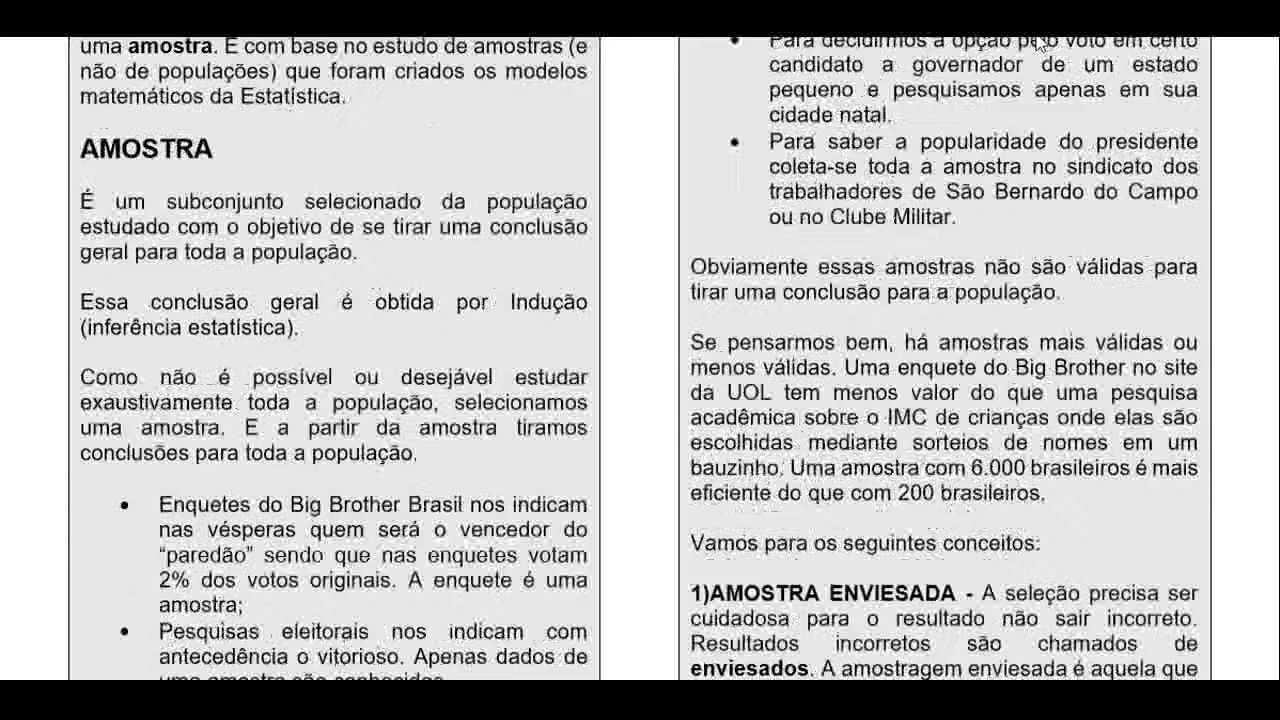 uma amostra. E com base no estudo de amostras (e
não de populações) que foram criados os modelos
matemáticos da Estatística.
AMOSTRA
É um subconjunto selecionado da população
estudado com o objetivo de se tirar uma conclusão
geral para toda a população.
Essa conclusão geral é obtida por Indução
(inferência estatística).
Como não é possível ou desejável estudar
exaustivamente toda a população, selecionamos
uma amostra. E a partir da amostra tiramos
conclusões para toda a população.
• Enquetes do Big Brother Brasil nos indicam
nas vésperas quem será o vencedor do
“paredão” sendo que nas enquetes votam
2% dos votos originais. A enquete é uma
amostra;
• Pesquisas eleitorais nos indicam com
antecedência o vitorioso. Apenas dados de
uma amostra são conhecidos
• Para decidirmos a opção pelo voto em certo
candidato a governador de um estado
pequeno e pesquisamos apenas em sua
cidade natal.
• Para saber a popularidade do presidente
coleta-se toda a amostra no sindicato dos
trabalhadores de São Bernardo do Campo
ou no Clube Militar.
Obviamente essas amostras não são válidas para
tirar uma conclusão para a população.
Se pensarmos bem, há amostras mais válidas ou
menos válidas. Uma enquete do Big Brother no site
da UOL tem menos valor do que uma pesquisa
acadêmica sobre o IMC de crianças onde elas são
escolhidas mediante sorteios de nomes em um
bauzinho. Uma amostra com 6.000 brasileiros é mais
eficiente do que com 200 brasileiros.
Vamos para os seguintes conceitos:
1)AMOSTRA ENVIESADA - A seleção precisa ser
cuidadosa para o resultado não sair incorreto.
Resultados incorretos são chamados de
enviesados. A amostragem enviesada é aquela que